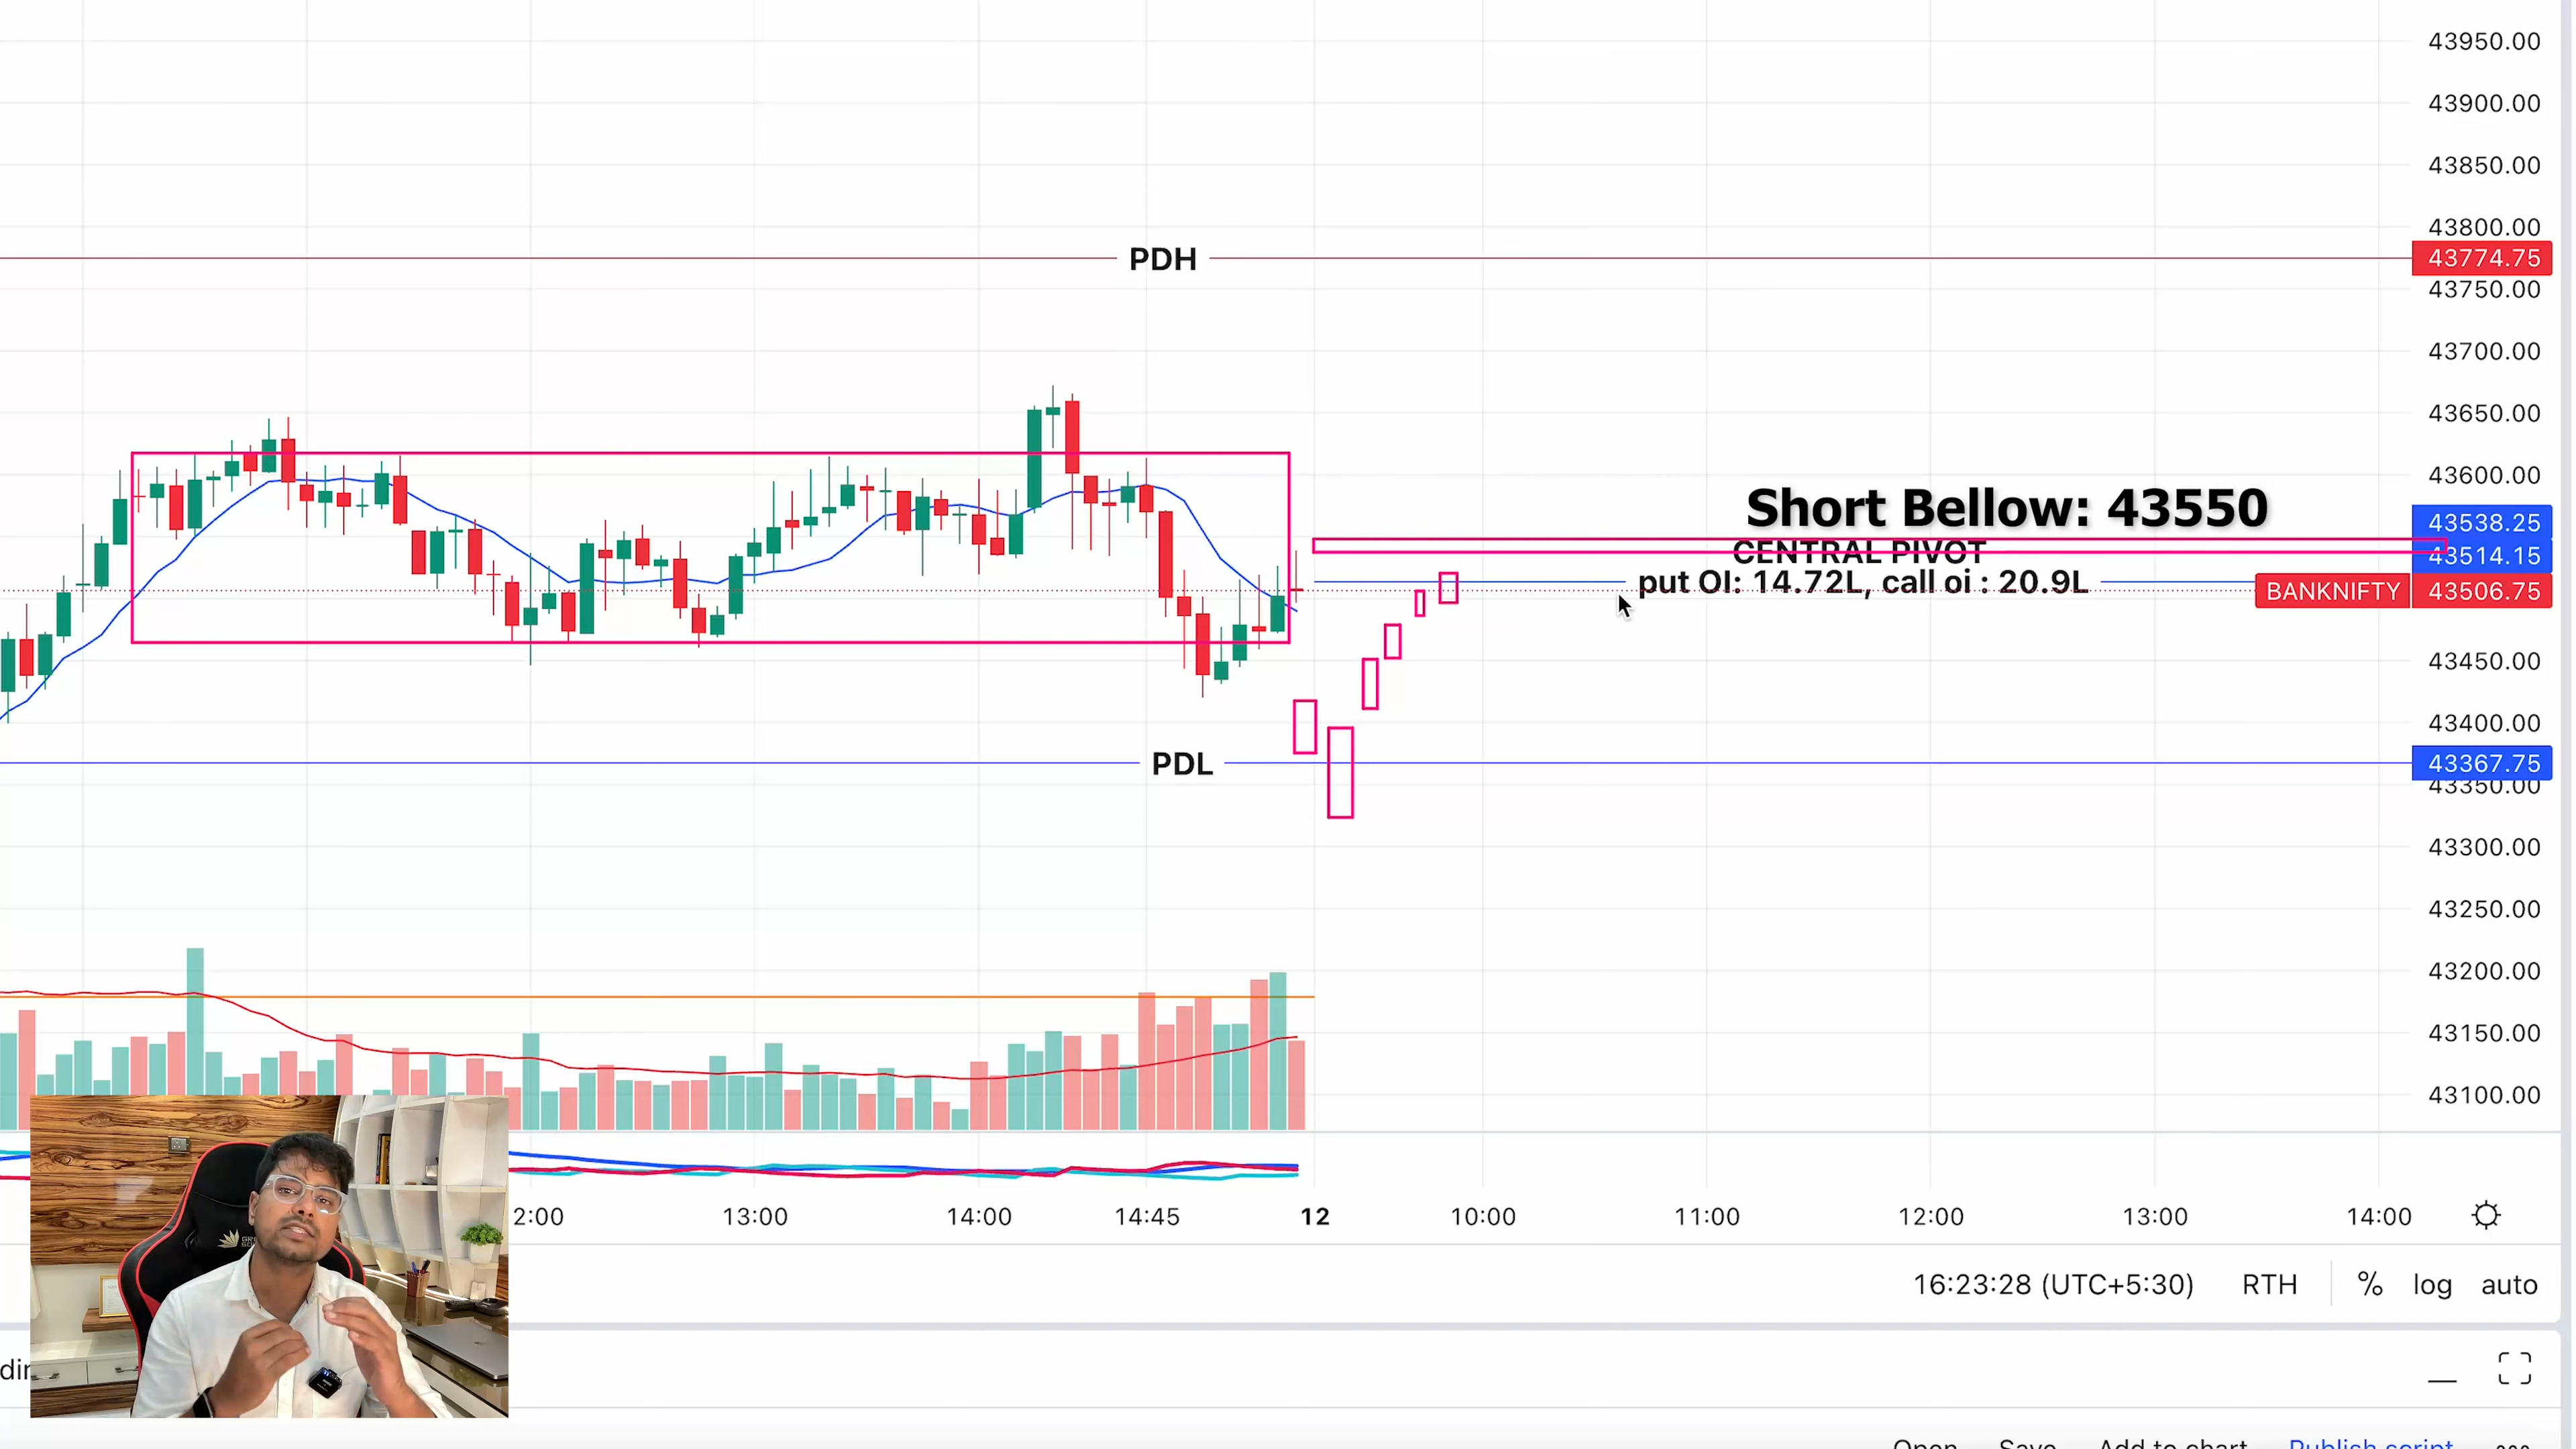 43950.00
43900.00
43850.00
43800.00
PDH
43774.75
43750.00
43700.00
43650.00
43600.00
Short Bellow: 43550
43538.25
CENTRAL PIVOT
43514.15
put OI: 14.72L, call oi : 20.9L
BANKNIFTY 43506.75
43450.00
43400.00
PDL
43367.75
43350.00
43300.00
43250.00
43200.00
43150.00
43100.00
2:00 13:00 14:00 14:45 12 10:00 11:00 12:00 13:00 14:00
16:23:28 (UTC+5:30) RTH % log auto
Open Save Add to chart Publish script